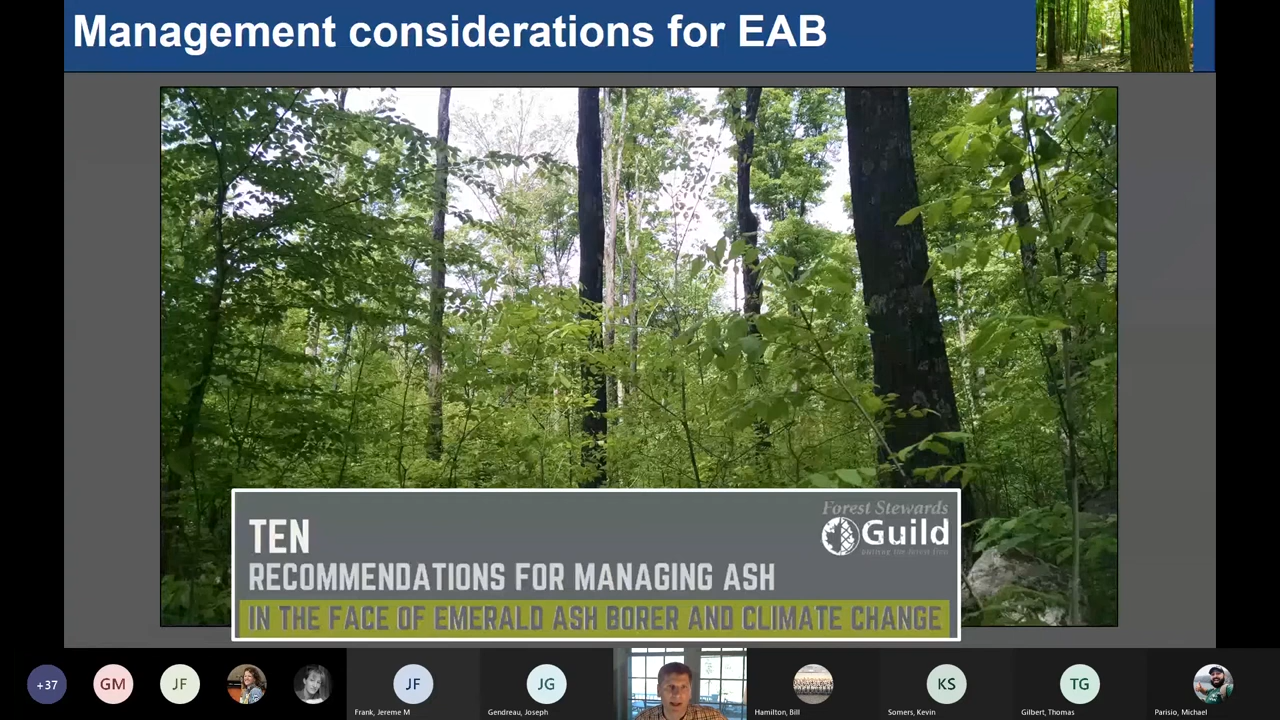 Management considerations for EAB
Forest Stewards
Guild
TEN
RECOMMENDATIONS FOR MANAGING ASH
IN THE FACE OF EMERALD ASH BORER AND CLIMATE CHANGE
+37
GM
JF
JF
JG
KS
TG
Frank, Jereme M
Gendreau, Joseph
Hamilton, Bill
Somers, Kevin
Gilbert, Thomas
Parisio, Michael